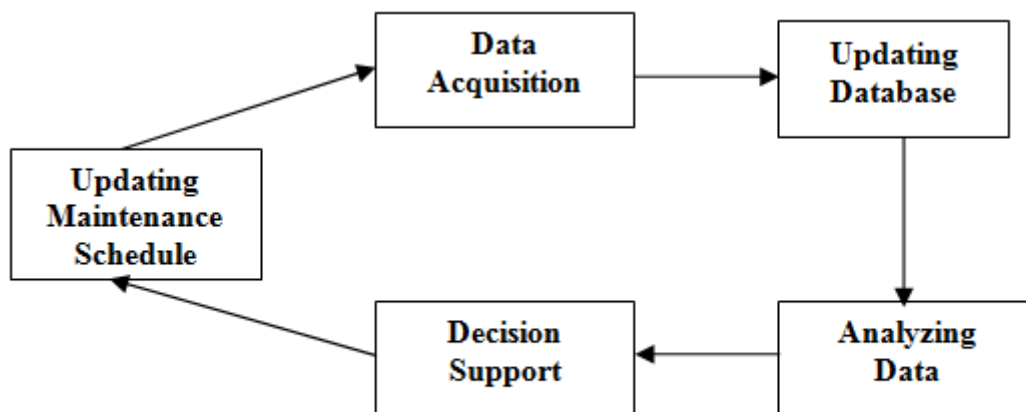 Data
Acquisition
Updating
Database
Updating
Maintenance
Schedule
Decision
Support
Analyzing
Data